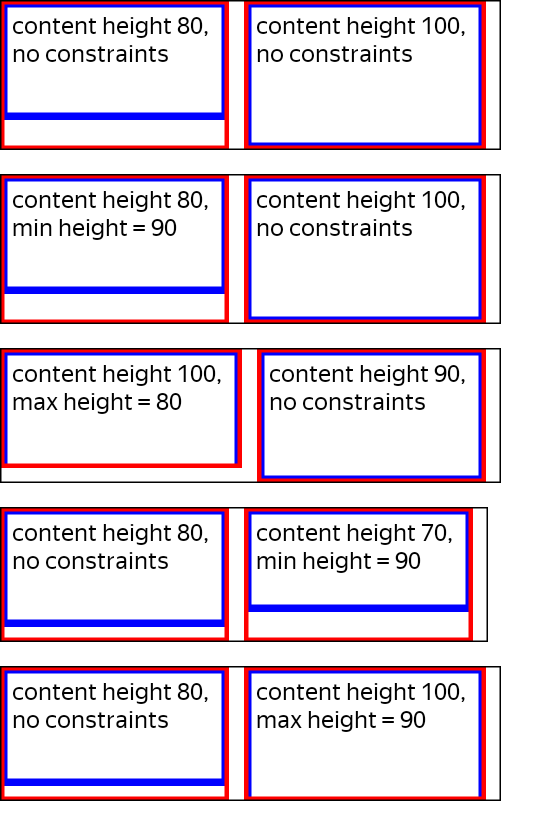 content height 80,
no constraints
content height 100,
no constraints
content height 80,
min height = 90
content height 100,
no constraints
content height 100,
max height = 80
content height 90,
no constraints
content height 80,
no constraints
content height 70,
min height = 90
content height 80,
no constraints
content height 100,
max height = 90